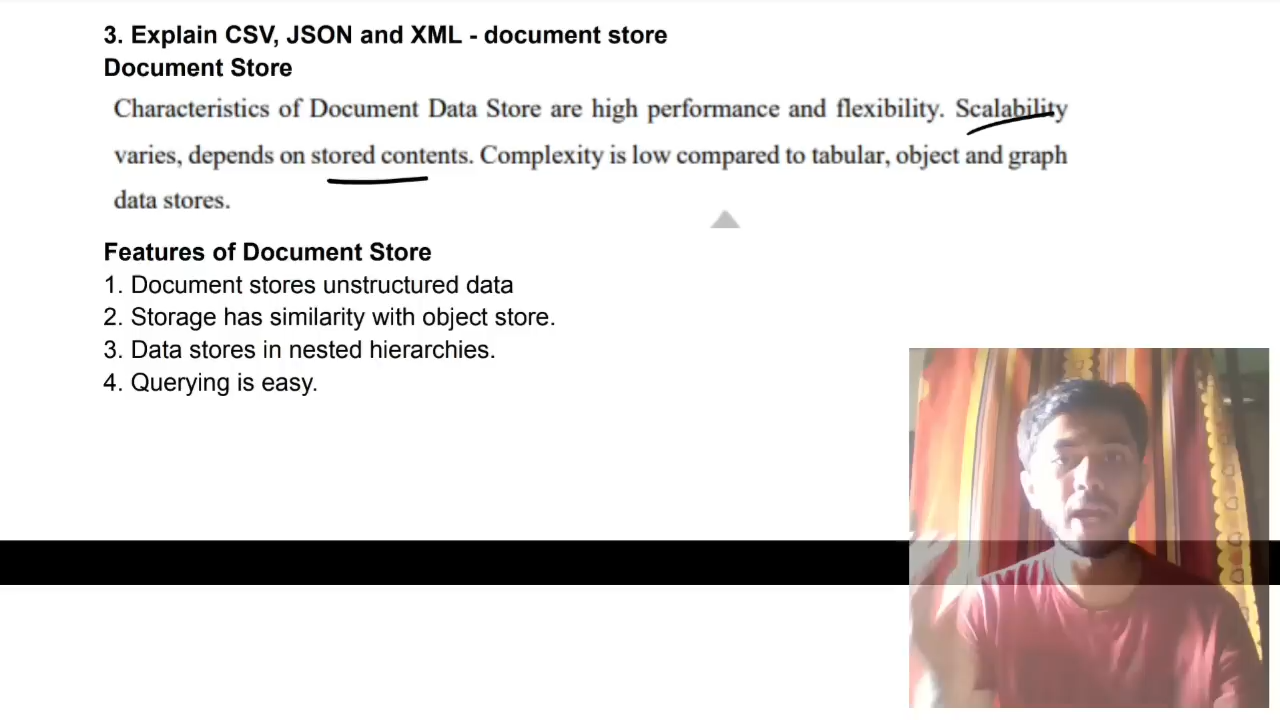 3. Explain CSV, JSON and XML - document store
Document Store
Characteristics of Document Data Store are high performance and flexibility. Scalability
varies, depends on stored contents. Complexity is low compared to tabular, object and graph
data stores.
Features of Document Store
1. Document stores unstructured data
2. Storage has similarity with object store.
3. Data stores in nested hierarchies.
4. Querying is easy.